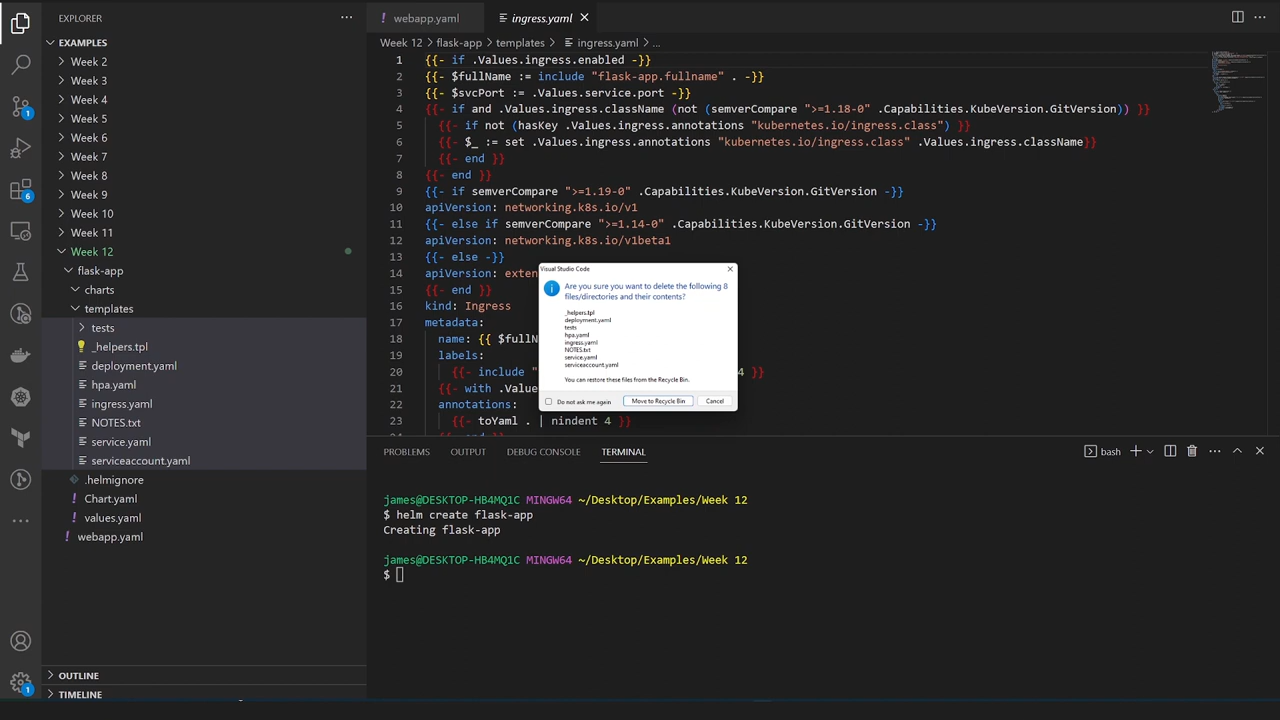 EXPLORER
···
EXAMPLES
Week 2
Week 3
Week 4
Week 5
Week 6
Week 7
Week 8
Week 9
Week 10
Week 11
Week 12
flask-app
charts
templates
tests
_helpers.tpl
deployment.yaml
hpa.yaml
ingress.yaml
NOTES.txt
service.yaml
serviceaccount.yaml
.helmignore
Chart.yaml
values.yaml
webapp.yaml
OUTLINE
TIMELINE
1
6
1
! webapp.yaml
ingress.yaml
Week 12 > flask-app > templates > ingress.yaml > ...
1 {{- if .Values.ingress.enabled -}}
2 {{- $fullName := include "flask-app.fullname" . -}}
3 {{- $svcPort := .Values.service.port -}}
4 {{- if and .Values.ingress.className (not (semverCompare ">=1.18-0" .Capabilities.KubeVersion.GitVersion)) }}
5 {{- if not (hasKey .Values.ingress.annotations "kubernetes.io/ingress.class") }}
6 {{- $_ := set .Values.ingress.annotations "kubernetes.io/ingress.class" .Values.ingress.className}}
7 {{- end }}
8 {{- end }}
9 {{- if semverCompare ">=1.19-0" .Capabilities.KubeVersion.GitVersion -}}
10 apiVersion: networking.k8s.io/v1
11 {{- else if semverCompare ">=1.14-0" .Capabilities.KubeVersion.GitVersion -}}
12 apiVersion: networking.k8s.io/v1beta1
13 {{- else -}}
14 apiVersion: exten
15 {{- end }}
16 kind: Ingress
17 metadata:
18 name: {{ $fullN
19 labels:
20 {{- include " 4 }}
21 {{- with .Value
22 annotations:
23 {{- toYaml . | nindent 4 }}
Visual Studio Code
Are you sure you want to delete the following 8
files/directories and their contents?
_helpers.tpl
deployment.yaml
tests
hpa.yaml
ingress.yaml
NOTES.txt
service.yaml
serviceaccount.yaml
You can restore these files from the Recycle Bin.
Do not ask me again
Move to Recycle Bin
Cancel
PROBLEMS OUTPUT DEBUG CONSOLE TERMINAL
bash
james@DESKTOP-HB4MQ1C MINGW64 ~/Desktop/Examples/Week 12
$ helm create flask-app
Creating flask-app
james@DESKTOP-HB4MQ1C MINGW64 ~/Desktop/Examples/Week 12
$